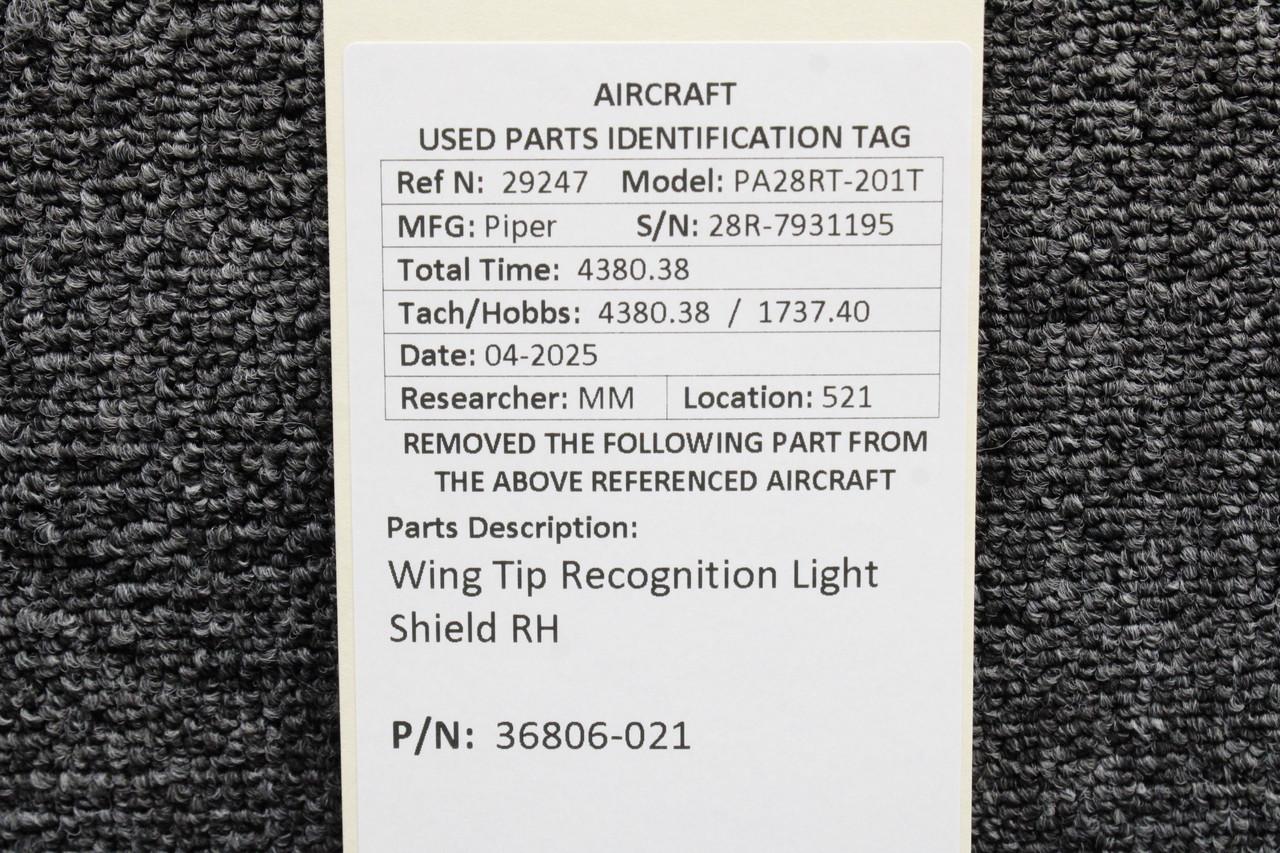 AIRCRAFT
USED PARTS IDENTIFICATION TAG
Ref N: 29247 Model: PA28RT-201T
MFG: Piper S/N: 28R-7931195
Total Time: 4380.38
Tach/Hobbs: 4380.38 / 1737.40
Date: 04-2025
Researcher: MM Location: 521
REMOVED THE FOLLOWING PART FROM
THE ABOVE REFERENCED AIRCRAFT
Parts Description:
Wing Tip Recognition Light
Shield RH
P/N: 36806-021